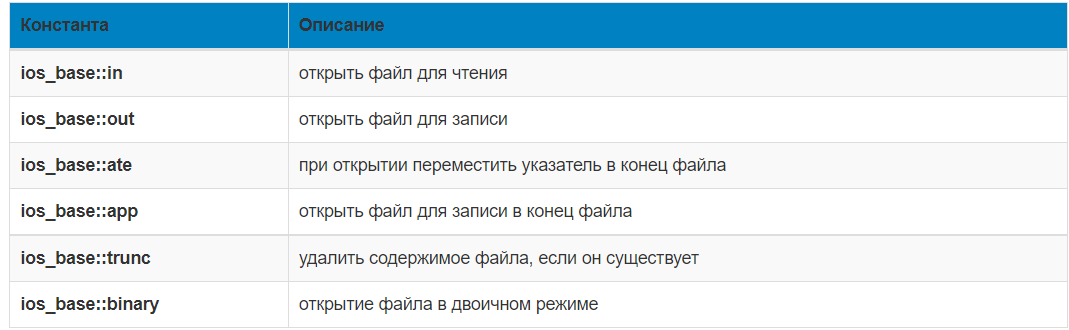 Константа Описание
ios_base::in открыть файл для чтения
ios_base::out открыть файл для записи
ios_base::ate при открытии переместить указатель в конец файла
ios_base::app открыть файл для записи в конец файла
ios_base::trunc удалить содержимое файла, если он существует
ios_base::binary открытие файла в двоичном режиме